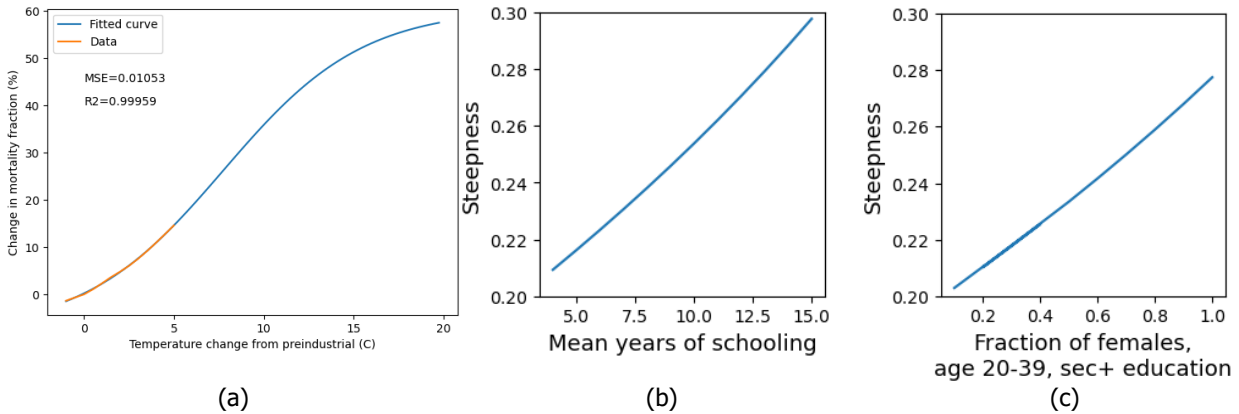 Fitted curve
Data
MSE=0.01053
R2=0.99959
Change in mortality fraction (%)
60
50
40
30
20
10
0
0 5 10 15 20
Temperature change from preindustrial (C)
(a)
Steepness
0.30
0.28
0.26
0.24
0.22
0.20
5.0 7.5 10.0 12.5 15.0
Mean years of schooling
(b)
Steepness
0.30
0.28
0.26
0.24
0.22
0.20
0.2 0.4 0.6 0.8 1.0
Fraction of females,
age 20-39, sec+ education
(c)